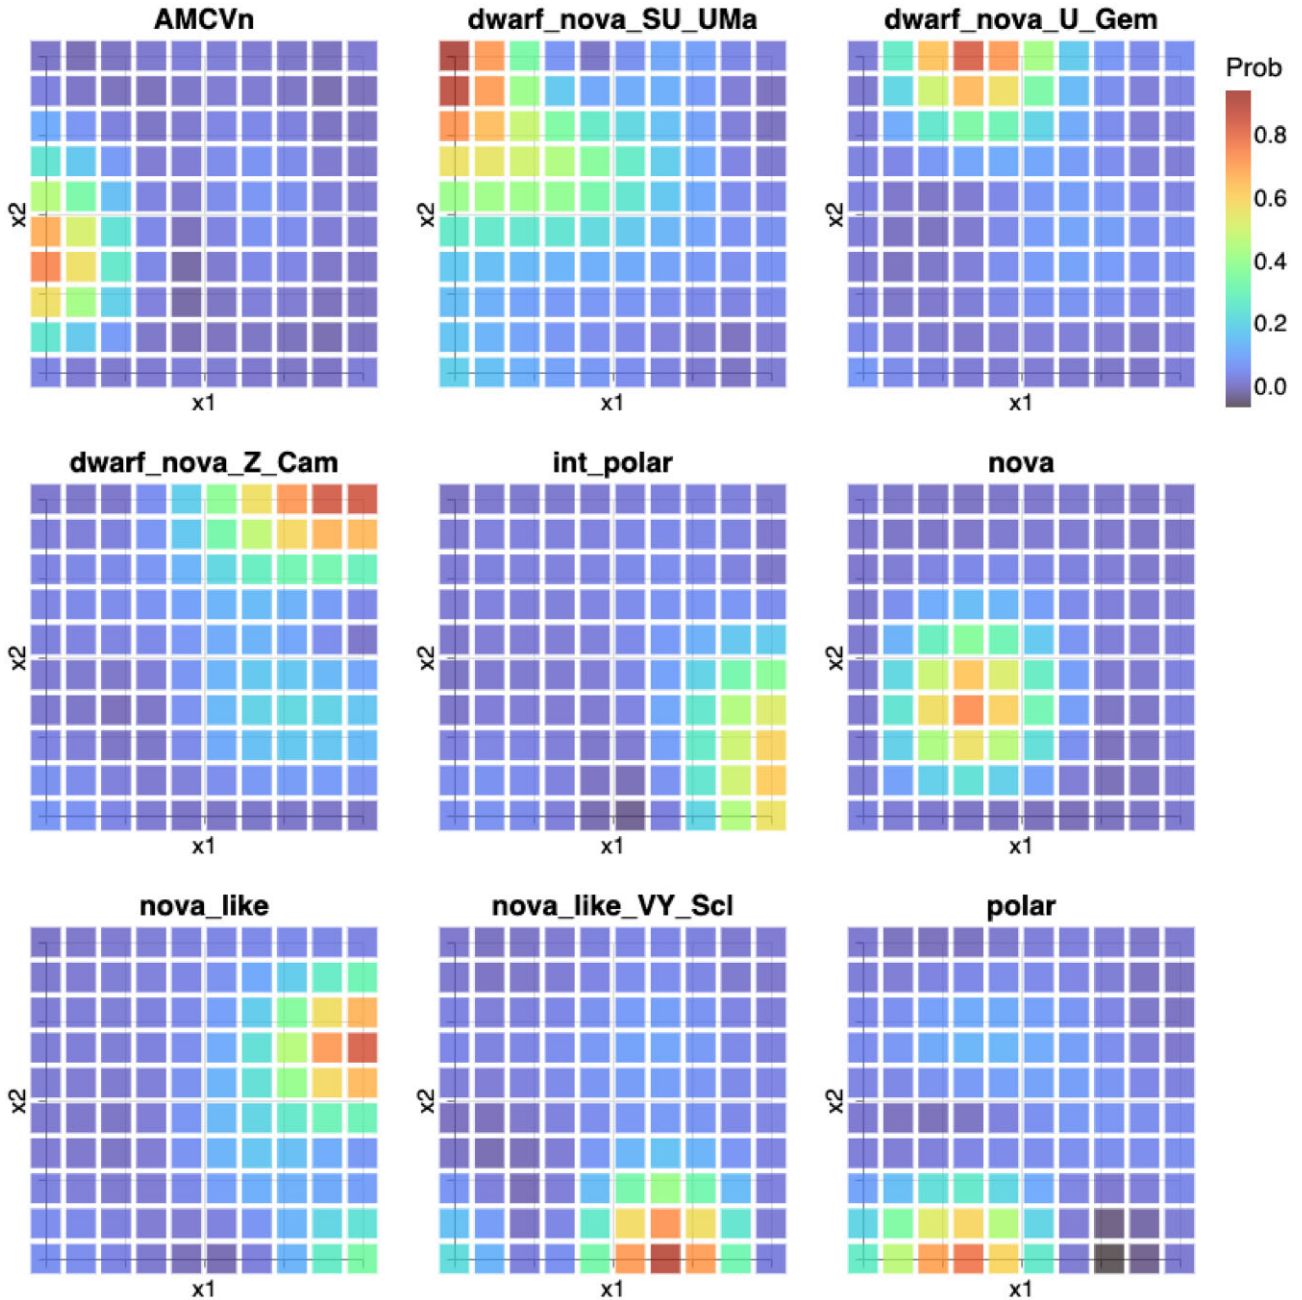 AMCVn
dwarf_nova_SU_UMa
dwarf_nova_U_Gem
Prob
0.8
0.6
0.4
0.2
0.0
x2
x2
x2
x1
x1
x1
dwarf_nova_Z_Cam
int_polar
nova
x2
x2
x2
x1
x1
x1
nova_like
nova_like_VY_Scl
polar
x2
x2
x2
x1
x1
x1